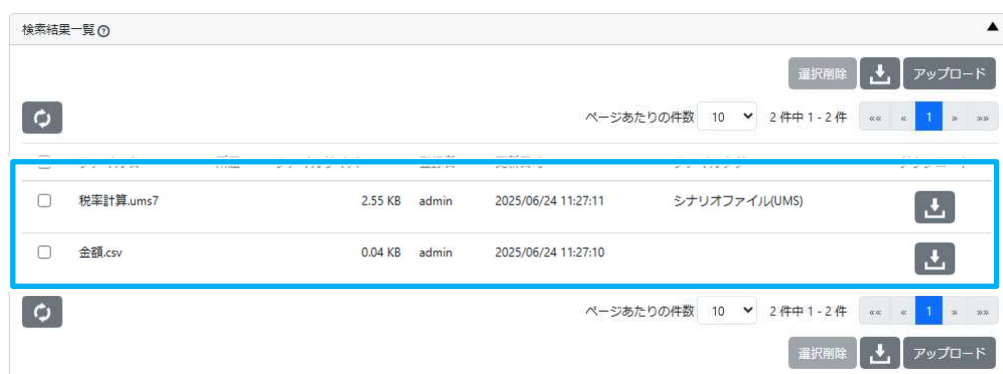 検索結果一覧
選択削除 アップロード
ページあたりの件数 10 2 件中 1 - 2 件 «« « 1 » »»
税率計算.ums7 2.55 KB admin 2025/06/24 11:27:11 シナリオファイル(UMS)
金額.csv 0.04 KB admin 2025/06/24 11:27:10
ページあたりの件数 10 2 件中 1 - 2 件 «« « 1 » »»
選択削除 アップロード